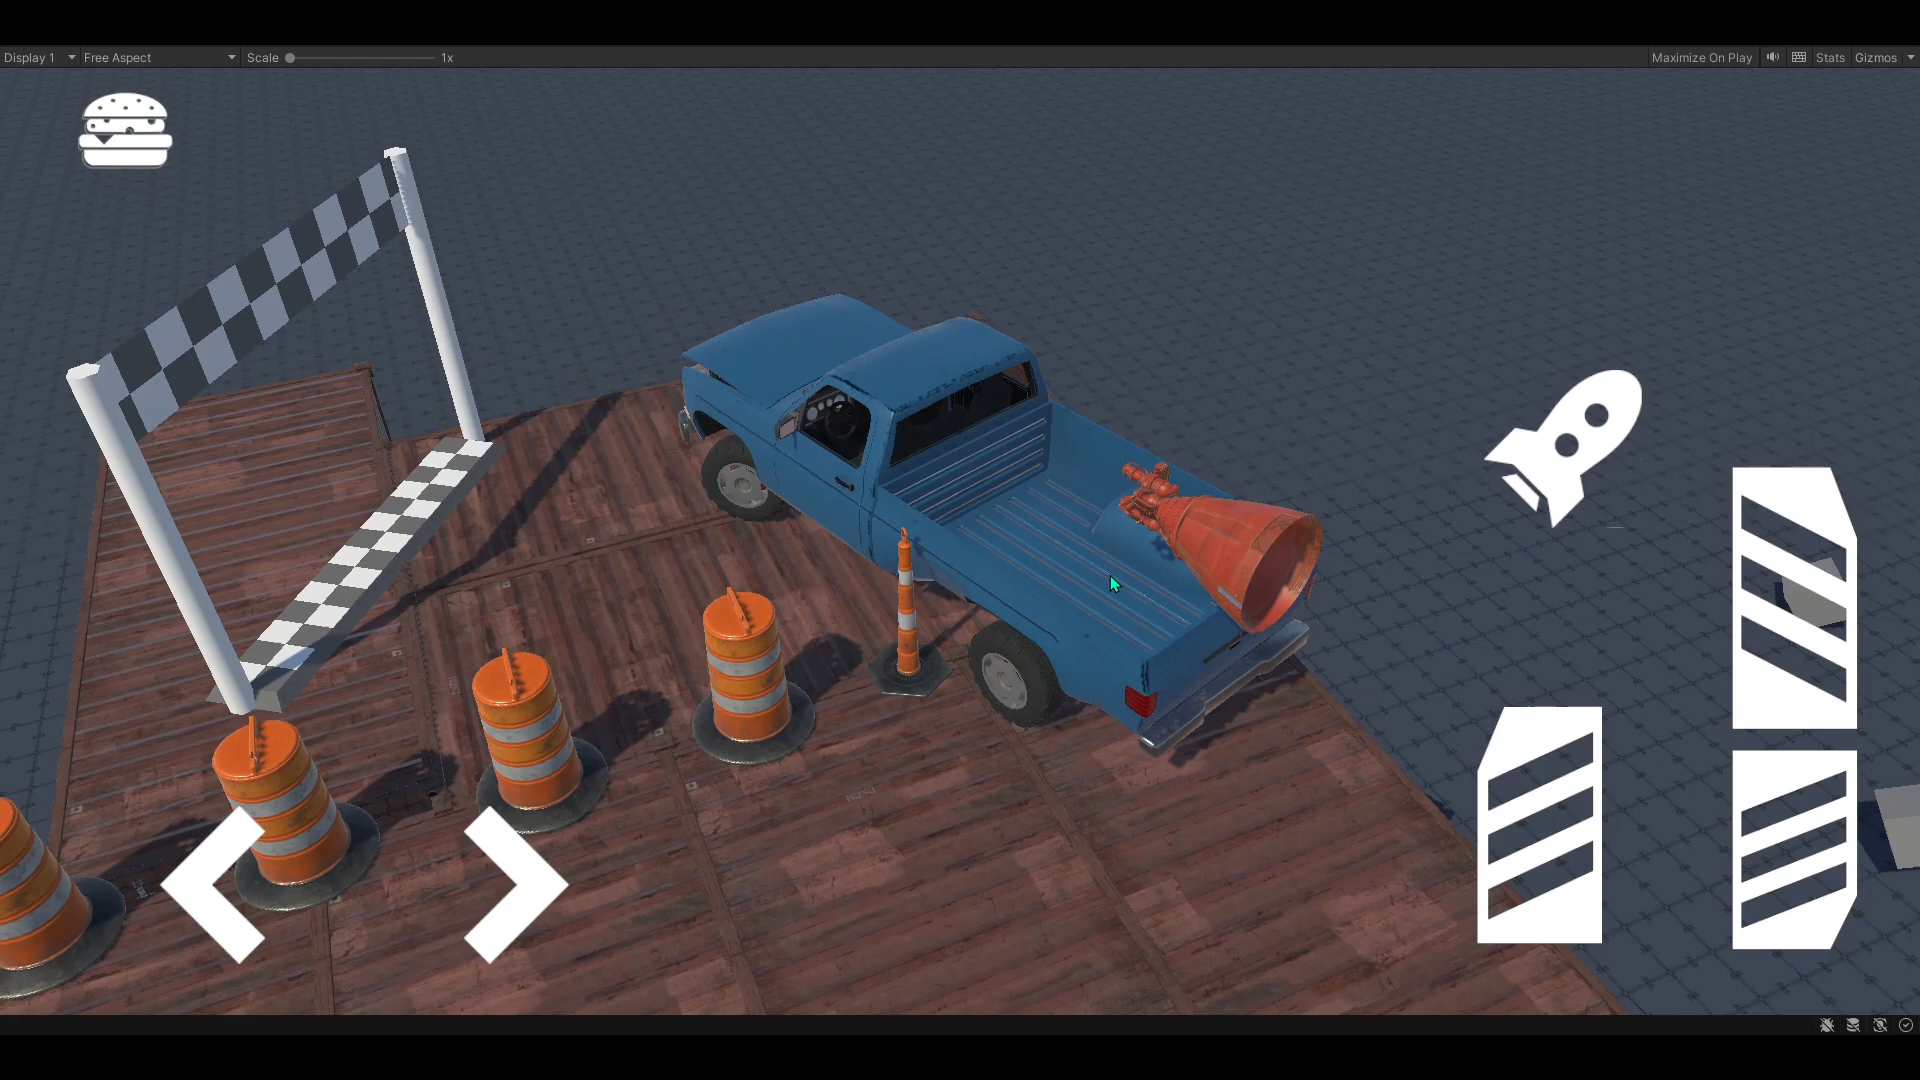 Display 1
Free Aspect
Scale
1x
Maximize On Play
Stats
Gizmos